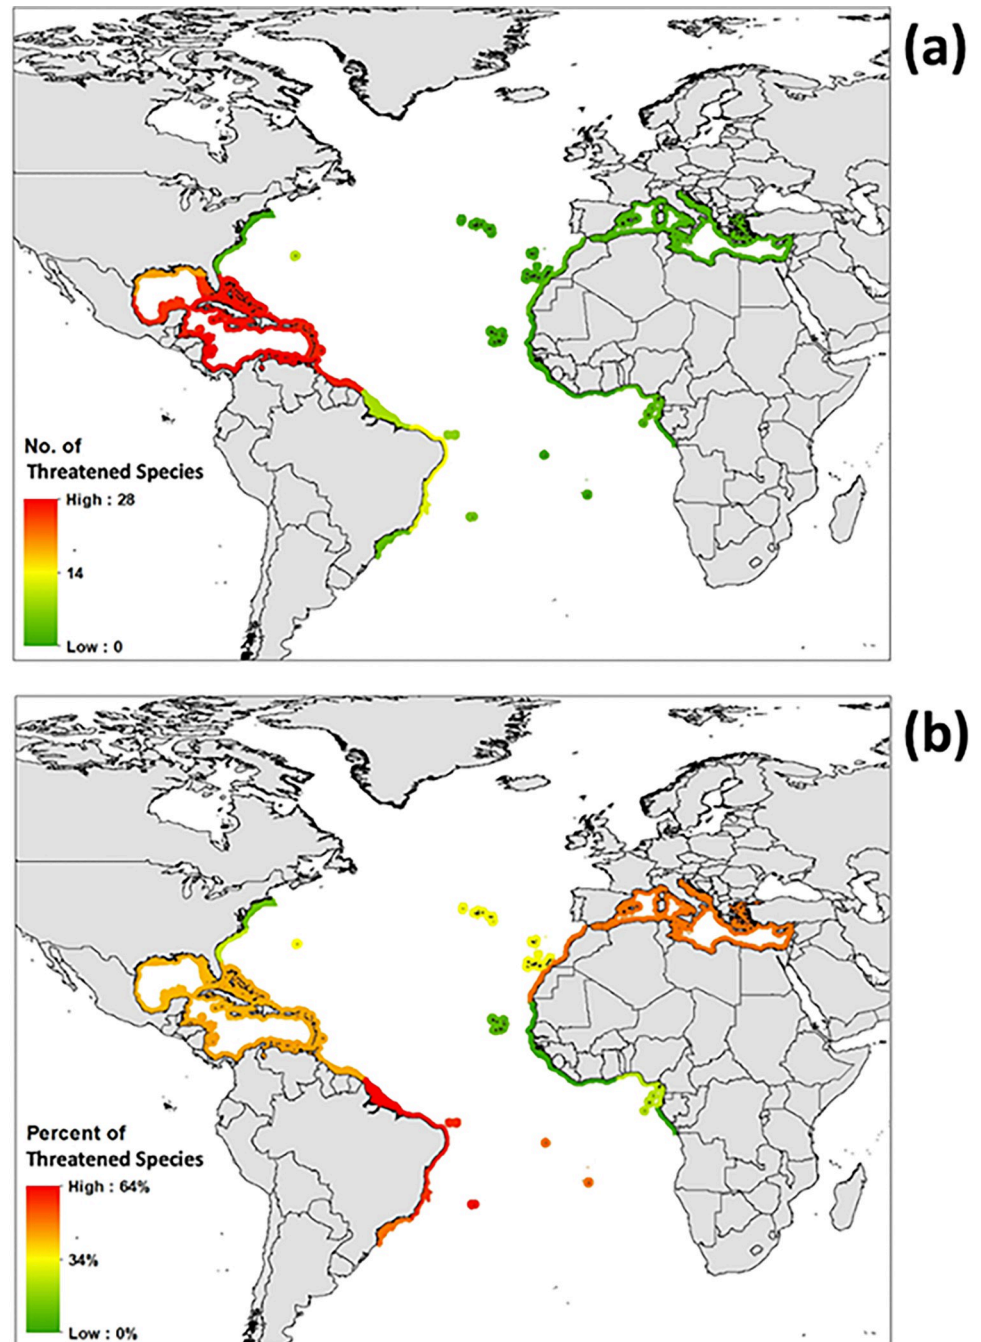 (a)
No. of
Threatened Species
High : 28
14
Low : 0
(b)
Percent of
Threatened Species
High : 64%
34%
Low : 0%